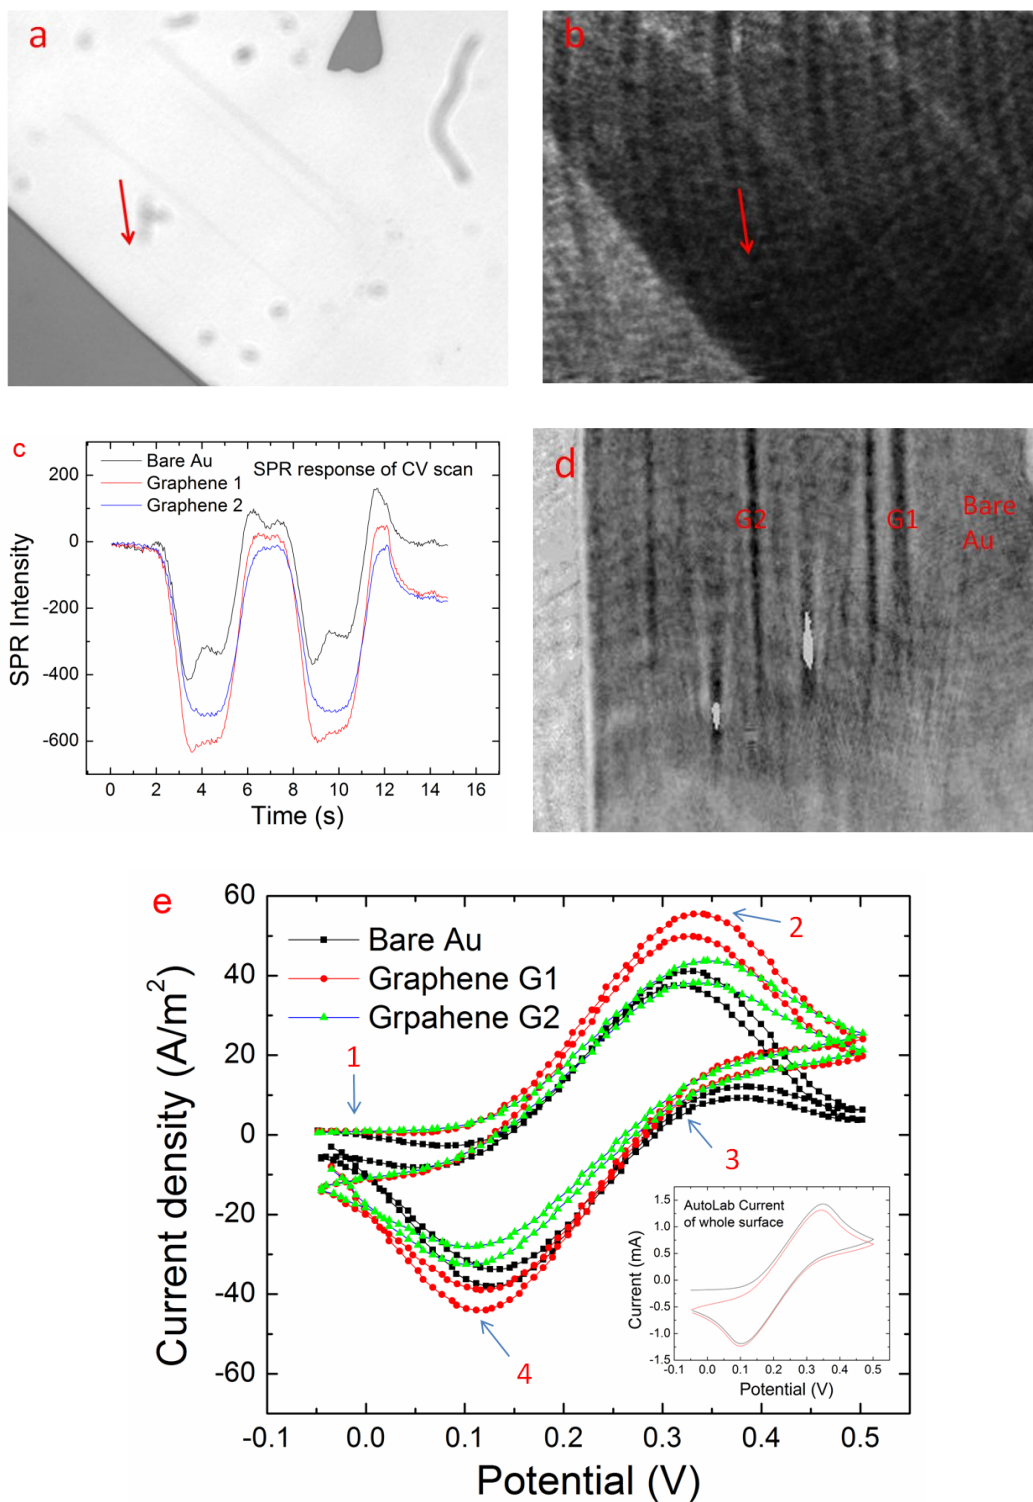 a
b
c
SPR response of CV scan
Bare Au
Graphene 1
Graphene 2
SPR Intensity
200
0
-200
-400
-600
0
2
4
6
8
10
12
14
16
Time (s)
d
G2
G1
Bare
Au
e
Bare Au
Graphene G1
Grpahene G2
1
2
3
4
Current density (A/m²)
60
40
20
0
-20
-40
-60
-0.1
0.0
0.1
0.2
0.3
0.4
0.5
Potential (V)
AutoLab Current
of whole surface
Current (mA)
1.5
1.0
0.5
0.0
-0.5
-1.0
-1.5
-0.1
0.0
0.1
0.2
0.3
0.4
0.5
Potential (V)